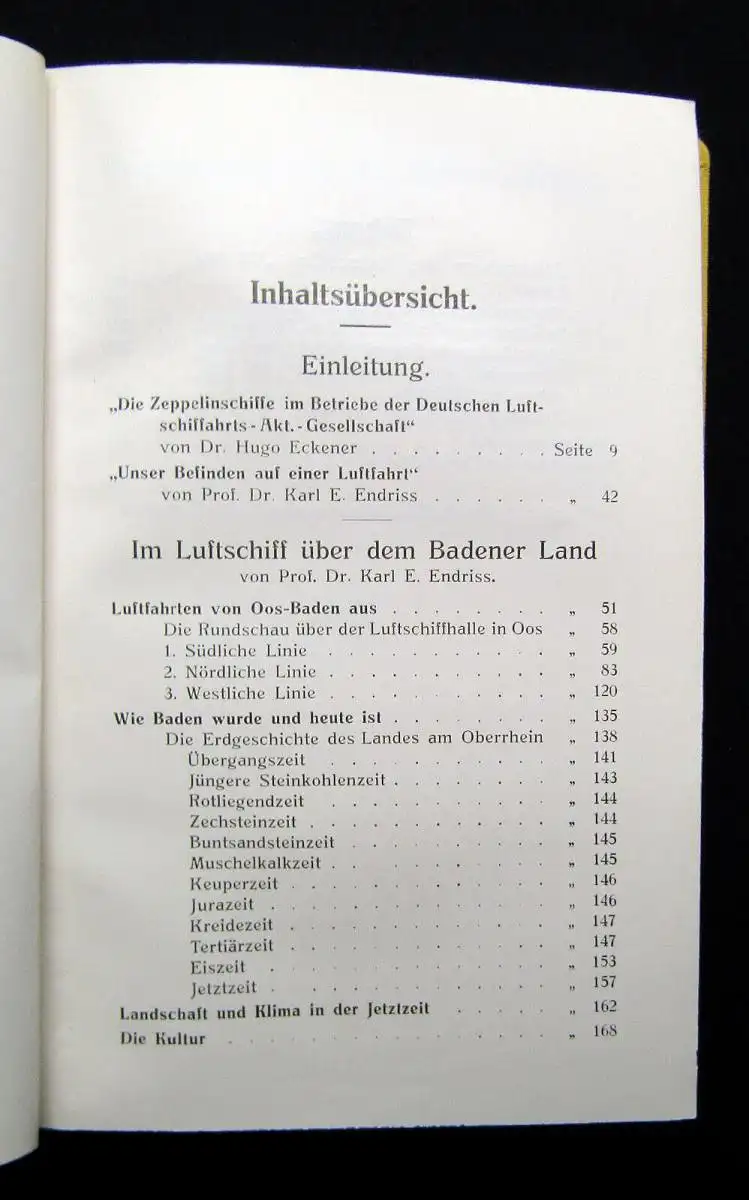 Inhaltsübersicht.
Einleitung.
„Die Zeppelinschiffe im Betriebe der Deutschen Luft-
schiffahrts-Akt.-Gesellschaft“
von Dr. Hugo Eckener . . . . . . . . . Seite 9
„Unser Befinden auf einer Luftfahrt“
von Prof. Dr. Karl E. Endriss . . . . . . „ 42
Im Luftschiff über dem Badener Land
von Prof. Dr. Karl E. Endriss.
Luftfahrten von Oos-Baden aus . . . . . . . . „ 51
Die Rundschau über der Luftschiffhalle in Oos „ 58
1. Südliche Linie . . . . . . . . . . . „ 59
2. Nördliche Linie . . . . . . . . . . . „ 83
3. Westliche Linie . . . . . . . . . . . „ 120
Wie Baden wurde und heute ist . . . . . . . . „ 135
Die Erdgeschichte des Landes am Oberrhein „ 138
Übergangszeit . . . . . . . . . . „ 141
Jüngere Steinkohlenzeit . . . . . . . . „ 143
Rotliegendzeit . . . . . . . . . . „ 144
Zechsteinzeit . . . . . . . . . . . „ 144
Buntsandsteinzeit . . . . . . . . . „ 145
Muschelkalkzeit . . . . . . . . . . „ 145
Keuperzeit . . . . . . . . . . . . „ 146
Jurazeit . . . . . . . . . . . . „ 146
Kreidezeit . . . . . . . . . . . . „ 147
Tertiärzeit . . . . . . . . . . . . „ 147
Eiszeit . . . . . . . . . . . . „ 153
Jetztzeit . . . . . . . . . . . . „ 157
Landschaft und Klima in der Jetztzeit . . . . . „ 162
Die Kultur . . . . . . . . . . . . . . „ 168